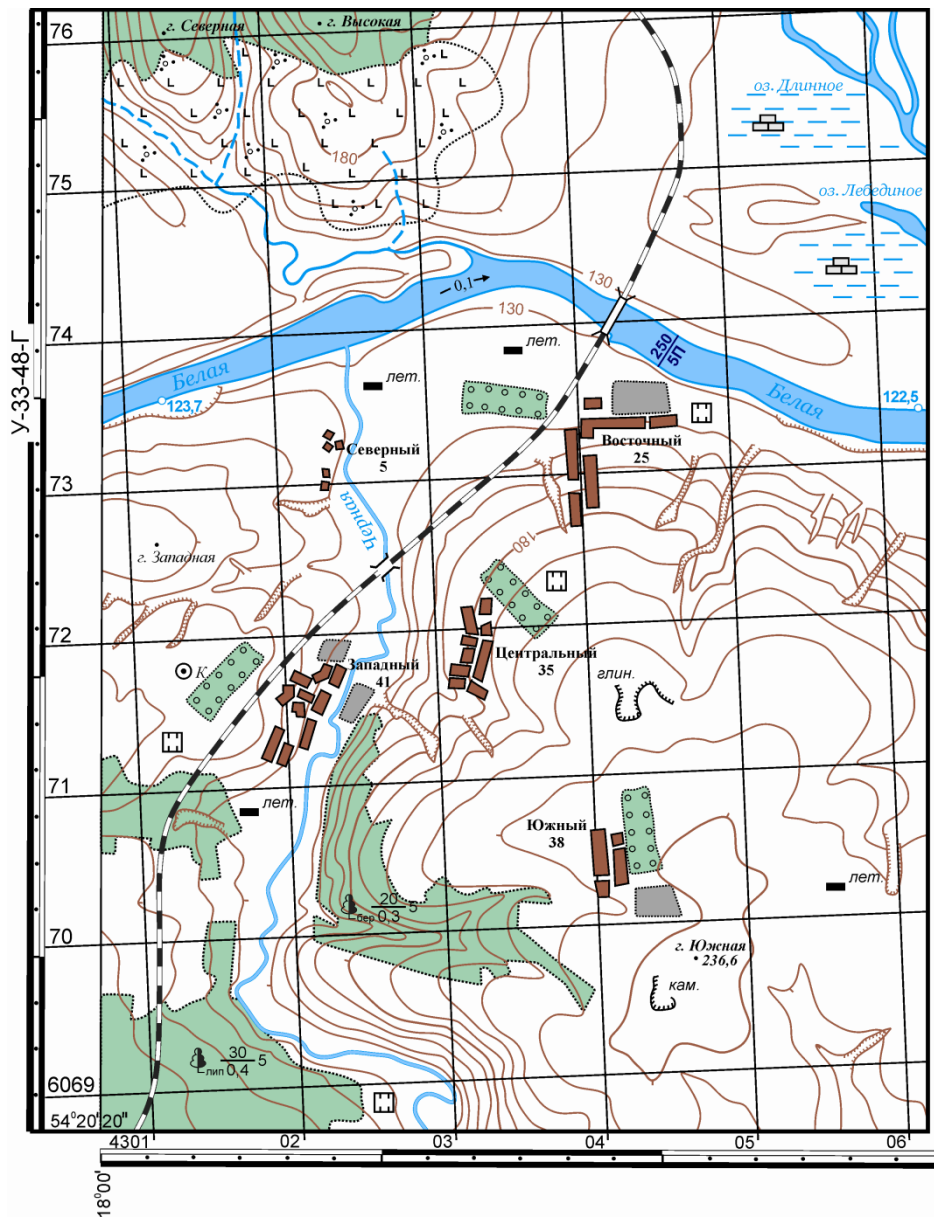 76
г. Северная
г. Высокая
оз. Длинное
180
75
оз. Лебединое
0,1
130
74
130
У-33-48-Г
лет.
250
5П
лет.
Белая
123,7
Белая
122,5
Северный
5
Восточный
25
73
Черная
180
г. Западная
72
Западный
41
Центральный
35
К.
глин.
71
лет.
Южный
38
лет.
бер
20
0,3
5
70
г. Южная
236,6
кам.
лип
30
0,4
5
6069
54°20'20"
4301
02
03
04
05
06
18°00'